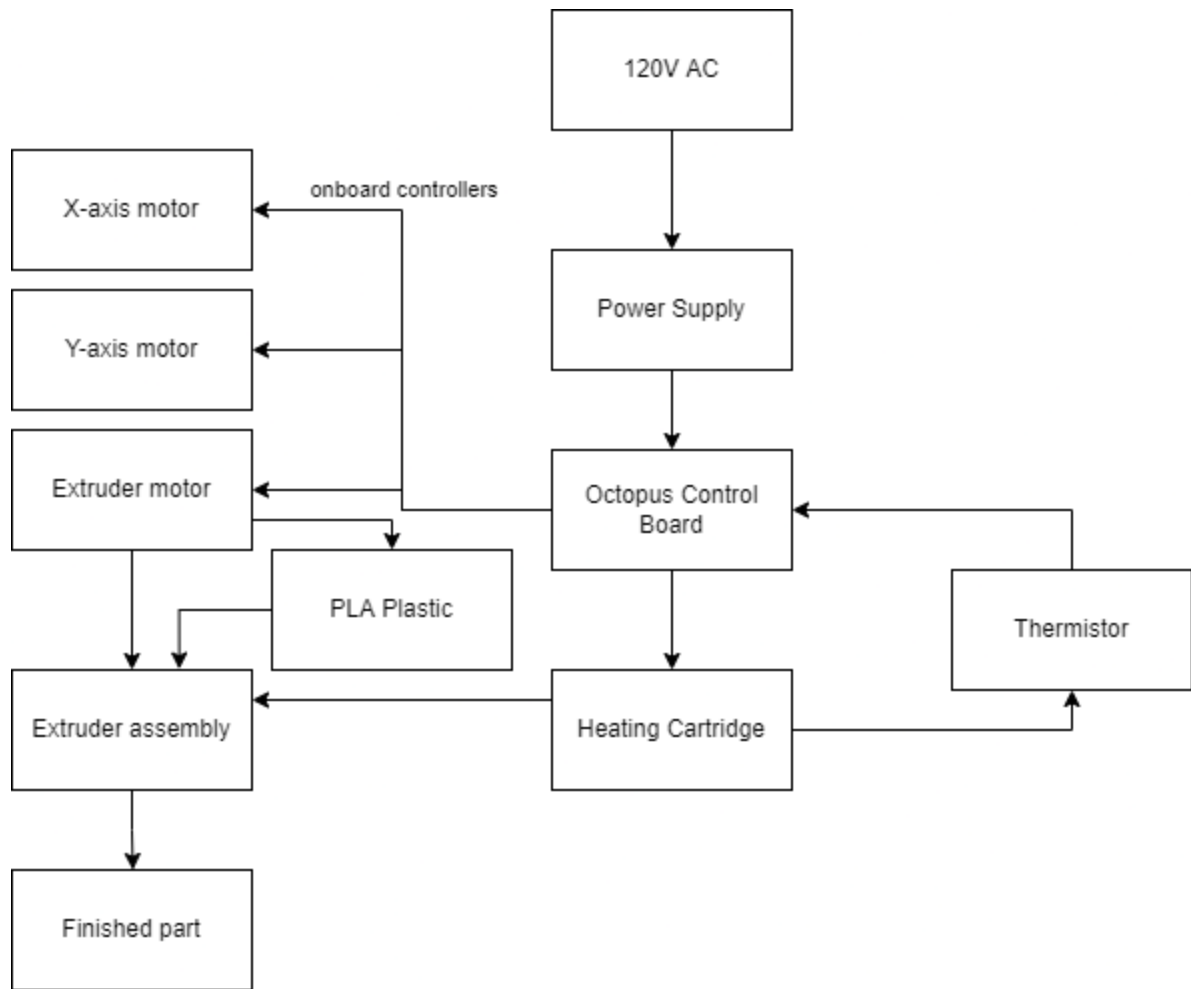 120V AC
onboard controllers
X-axis motor
Power Supply
Y-axis motor
Extruder motor
Octopus Control
Board
PLA Plastic
Thermistor
Extruder assembly
Heating Cartridge
Finished part